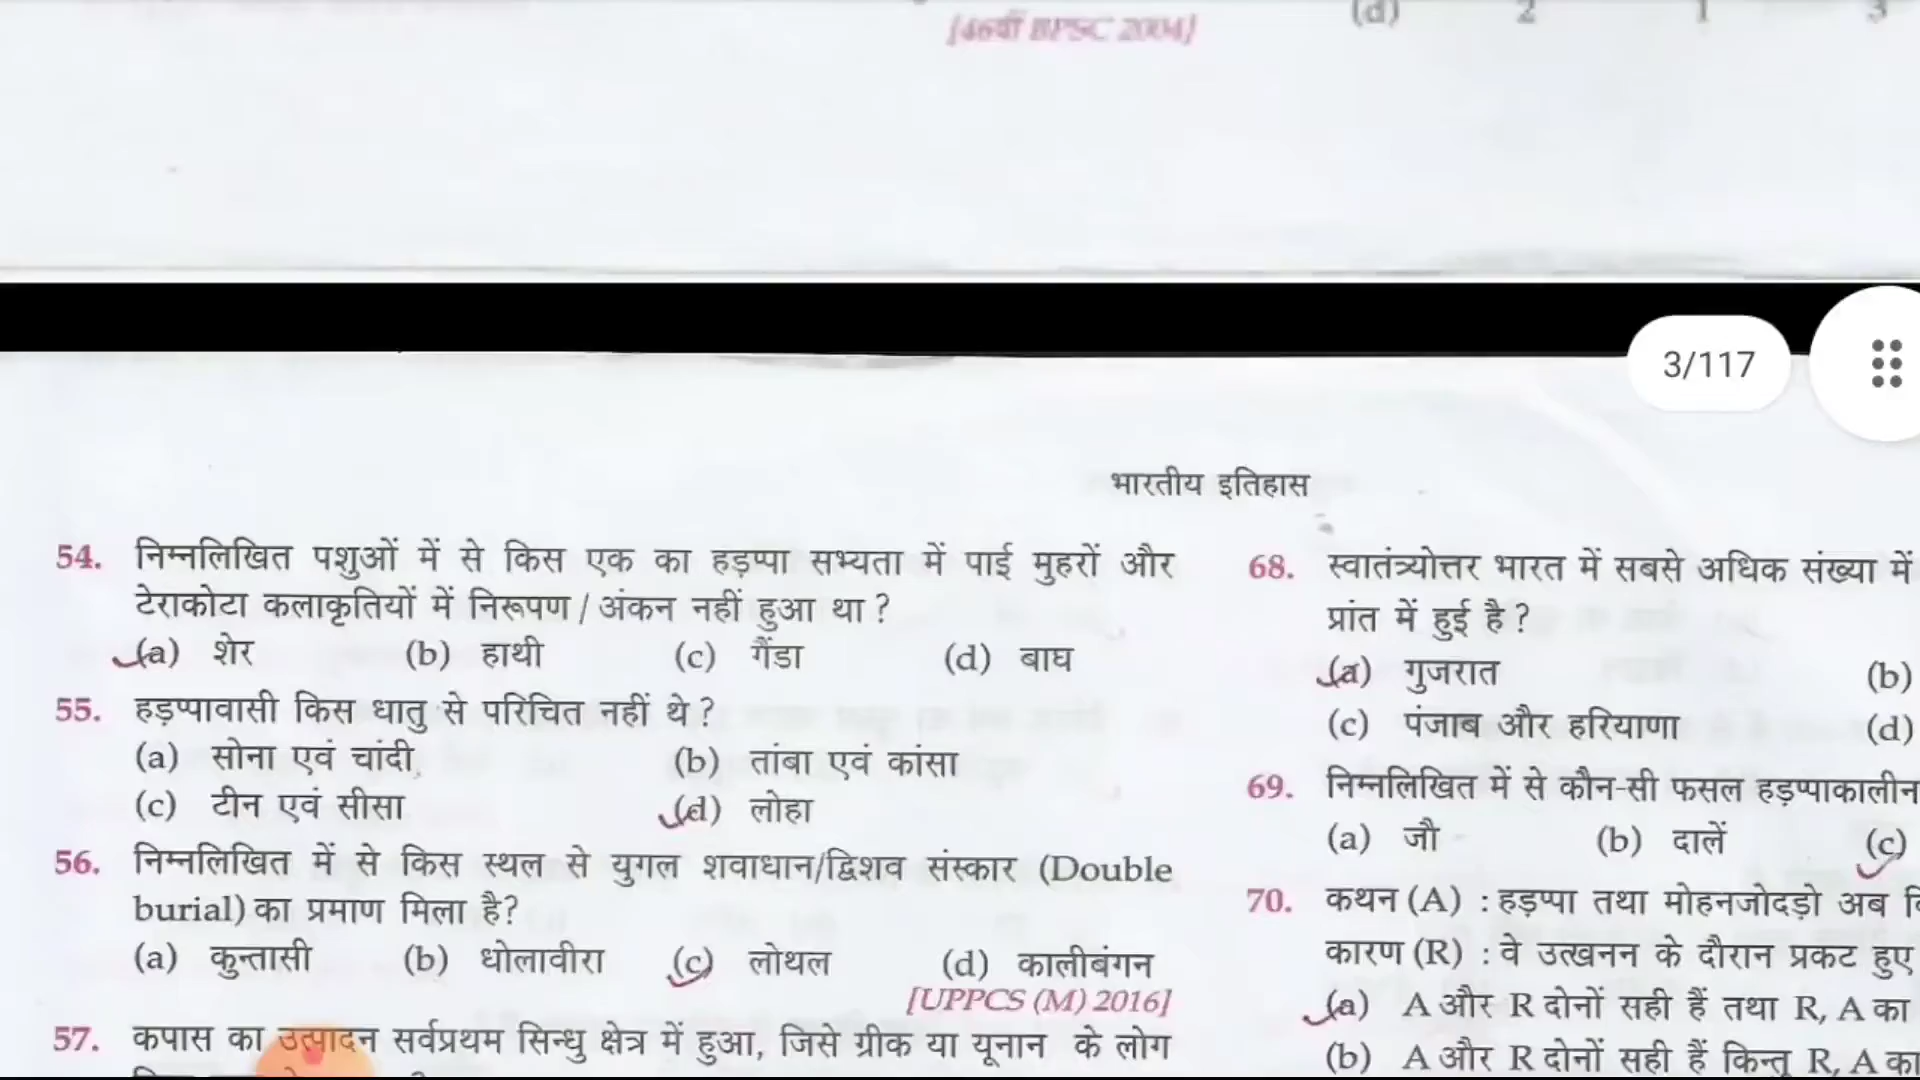 [46वीं BPSC 2004]
(d) 2 1 3
3/117
भारतीय इतिहास
54. निम्नलिखित पशुओं में से किस एक का हड़प्पा सभ्यता में पाई मुहरों और
टेराकोटा कलाकृतियों में निरूपण / अंकन नहीं हुआ था ?
(a) शेर (b) हाथी (c) गैंडा (d) बाघ
55. हड़प्पावासी किस धातु से परिचित नहीं थे ?
(a) सोना एवं चांदी (b) तांबा एवं कांसा
(c) टीन एवं सीसा (d) लोहा
56. निम्नलिखित में से किस स्थल से युगल शवाधान/द्विशव संस्कार (Double
burial) का प्रमाण मिला है?
(a) कुन्तासी (b) धोलावीरा (c) लोथल (d) कालीबंगन
[UPPCS (M) 2016]
57. कपास का उत्पादन सर्वप्रथम सिन्धु क्षेत्र में हुआ, जिसे ग्रीक या यूनान के लोग
68. स्वातंत्र्योत्तर भारत में सबसे अधिक संख्या में
प्रांत में हुई है ?
(a) गुजरात (b)
(c) पंजाब और हरियाणा (d)
69. निम्नलिखित में से कौन-सी फसल हड़प्पाकालीन
(a) जौ (b) दालें (c)
70. कथन (A) : हड़प्पा तथा मोहनजोदड़ो अब
कारण (R) : वे उत्खनन के दौरान प्रकट हुए
(a) A और R दोनों सही हैं तथा R, A का
(b) A और R दोनों सही हैं किन्तु R, A का